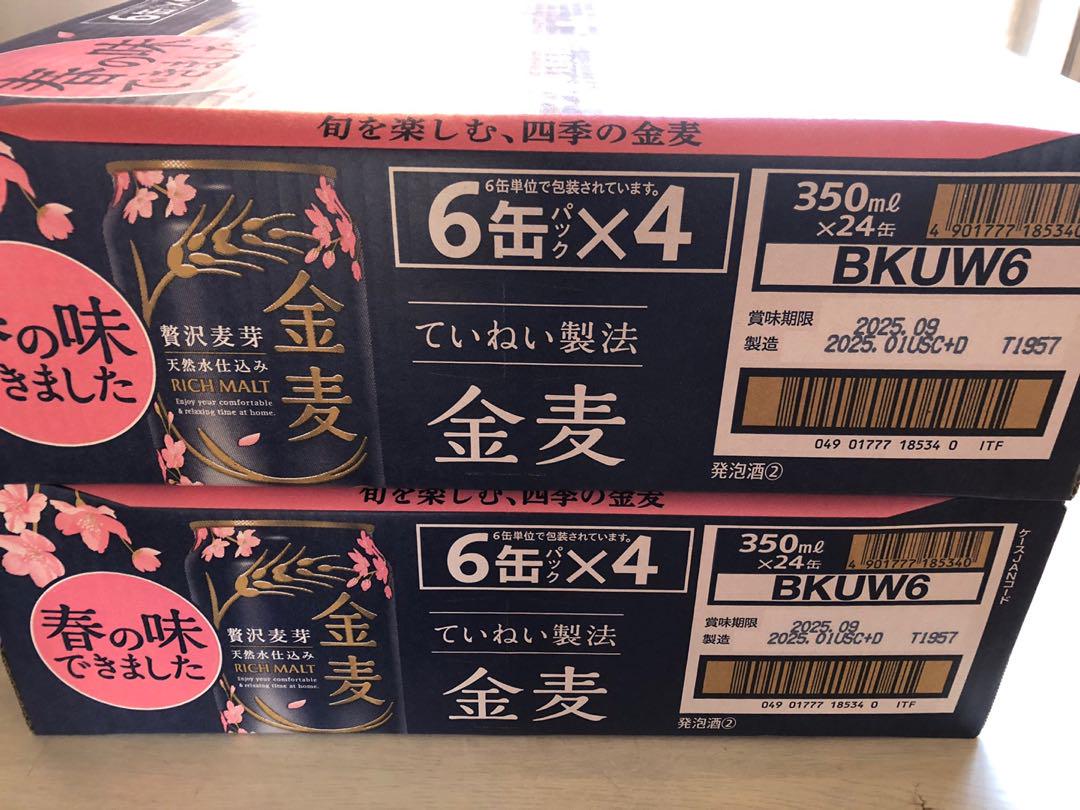 6缶
春の味
旬を楽しむ、四季の金麦
6缶単位で包装されています。
6缶パック×4
ていねい製法
金麦
金麦
贅沢麦芽
天然水仕込み
RICH MALT
Enjoy your comfortable
& relaxing time at home.
の味
きました
350ml
×24缶
4 901777 185340
BKUW6
賞味期限 2025.09
製造 2025.01USC+D T1957
049 01777 18534 0 ITF
発泡酒②
旬を楽しむ、四季の金麦
春の味
できました
金麦
贅沢麦芽
天然水仕込み
RICH MALT
Enjoy your comfortable
& relaxing time at home.
6缶単位で包装されています。
6缶パック×4
ていねい製法
金麦
350ml
×24缶
4 901777 185340
BKUW6
賞味期限 2025.09
製造 2025.01USC+D T1957
049 01777 18534 0 ITF
発泡酒②
ケースJANコード